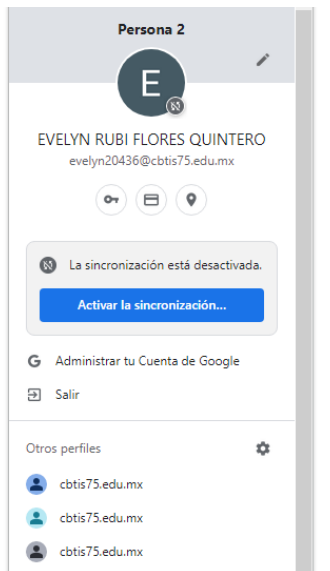 Persona 2
E
EVELYN RUBI FLORES QUINTERO
evelyn20436@cbtis75.edu.mx
La sincronización está desactivada.
Activar la sincronización...
G Administrar tu Cuenta de Google
Salir
Otros perfiles
cbtis75.edu.mx
cbtis75.edu.mx
cbtis75.edu.mx